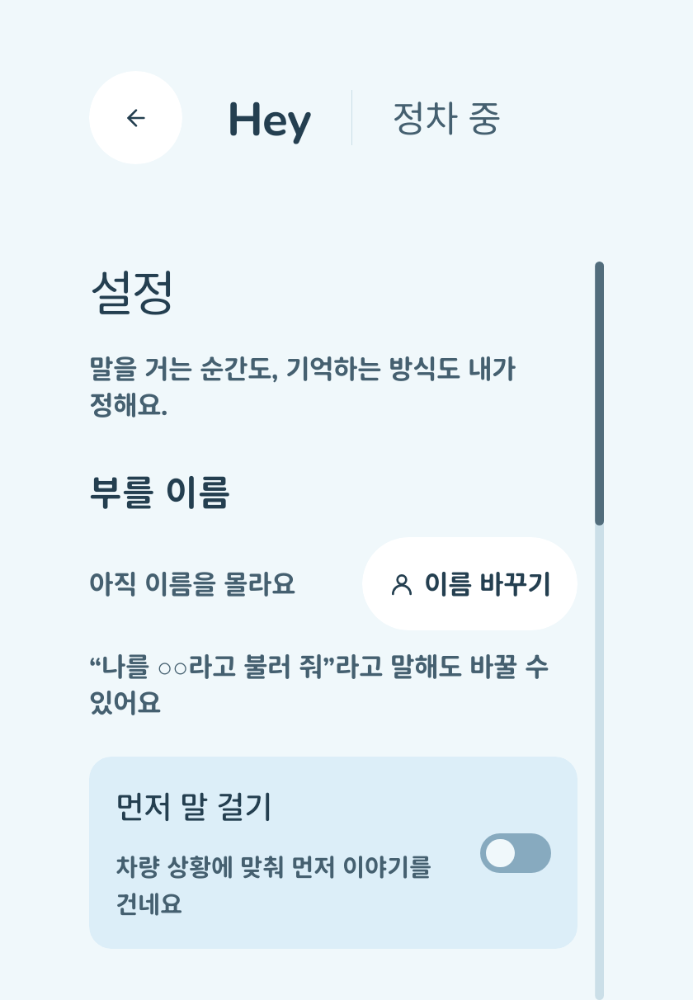 Hey
정차 중
설정
말을 거는 순간도, 기억하는 방식도 내가
정해요.
부를 이름
아직 이름을 몰라요
이름 바꾸기
“나를 ○○라고 불러 줘”라고 말해도 바꿀 수
있어요
먼저 말 걸기
차량 상황에 맞춰 먼저 이야기를
건네요